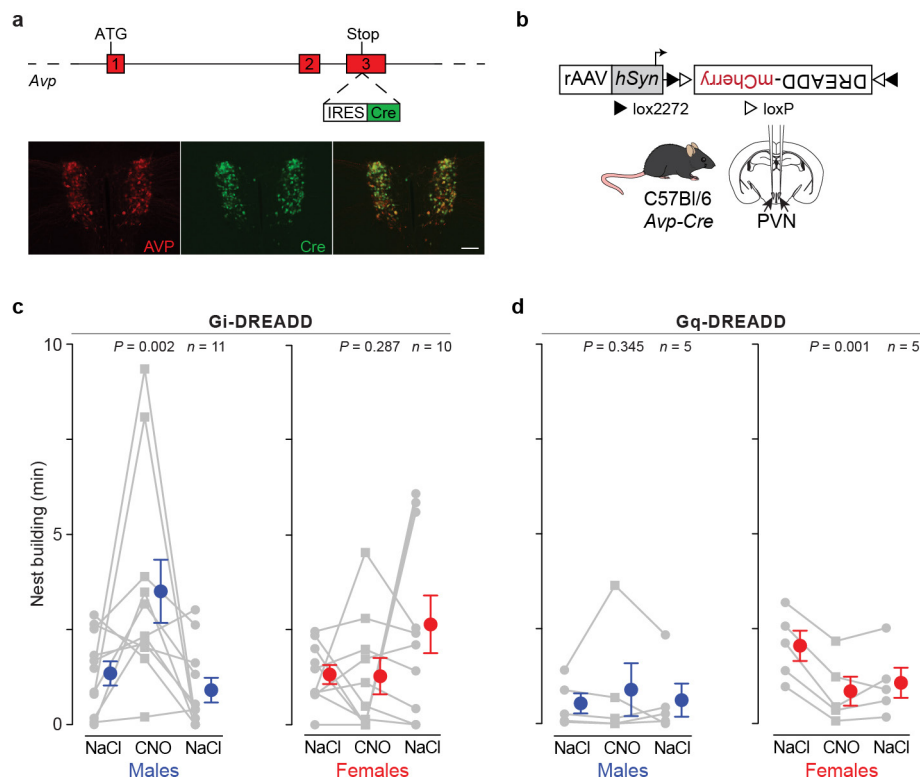 a
ATG
Stop
1
2
3
Avp
IRES Cre
AVP
Cre
b
rAAV hSyn DREADD-mCherry
lox2272
loxP
C57Bl/6
Avp-Cre
PVN
c
Gi-DREADD
P = 0.002 n = 11
P = 0.287 n = 10
Nest building (min)
10
5
0
NaCl CNO NaCl
Males
NaCl CNO NaCl
Females
d
Gq-DREADD
P = 0.345 n = 5
P = 0.001 n = 5
NaCl CNO NaCl
Males
NaCl CNO NaCl
Females